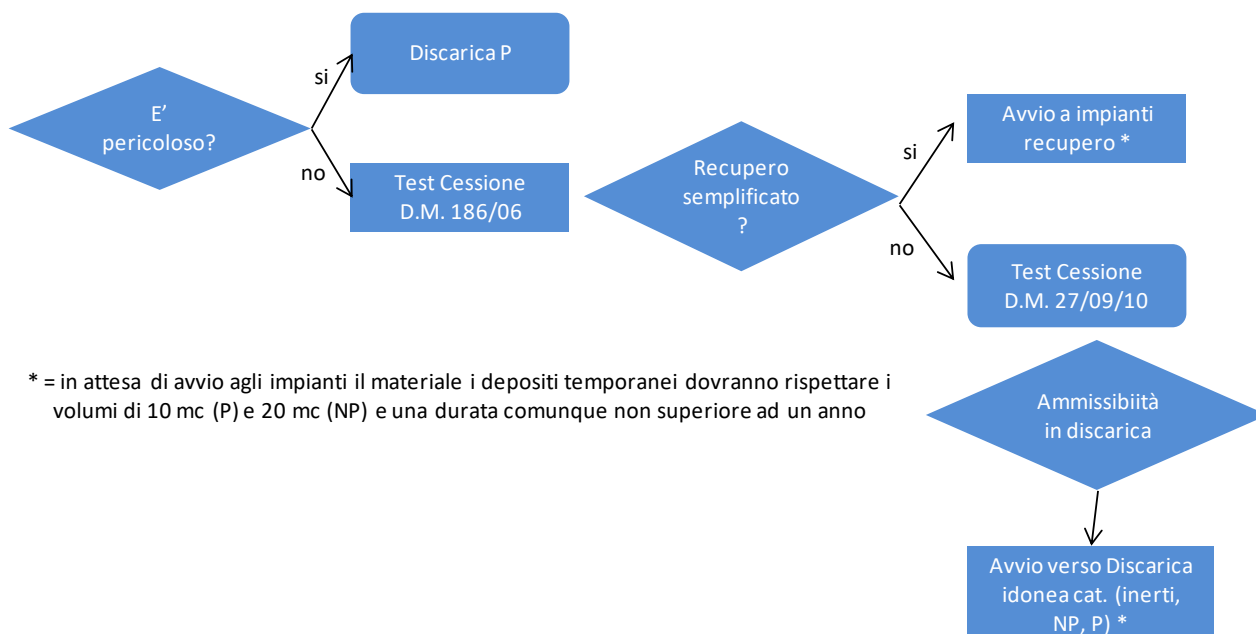 Discarica P
si
E'
pericoloso?
no
Test Cessione
D.M. 186/06
Recupero
semplificato
?
si
Avvio a impianti
recupero *
no
Test Cessione
D.M. 27/09/10
* = in attesa di avvio agli impianti il materiale i depositi temporanei dovranno rispettare i
volumi di 10 mc (P) e 20 mc (NP) e una durata comunque non superiore ad un anno
Ammissibiità
in discarica
Avvio verso Discarica
idonea cat. (inerti,
NP, P) *